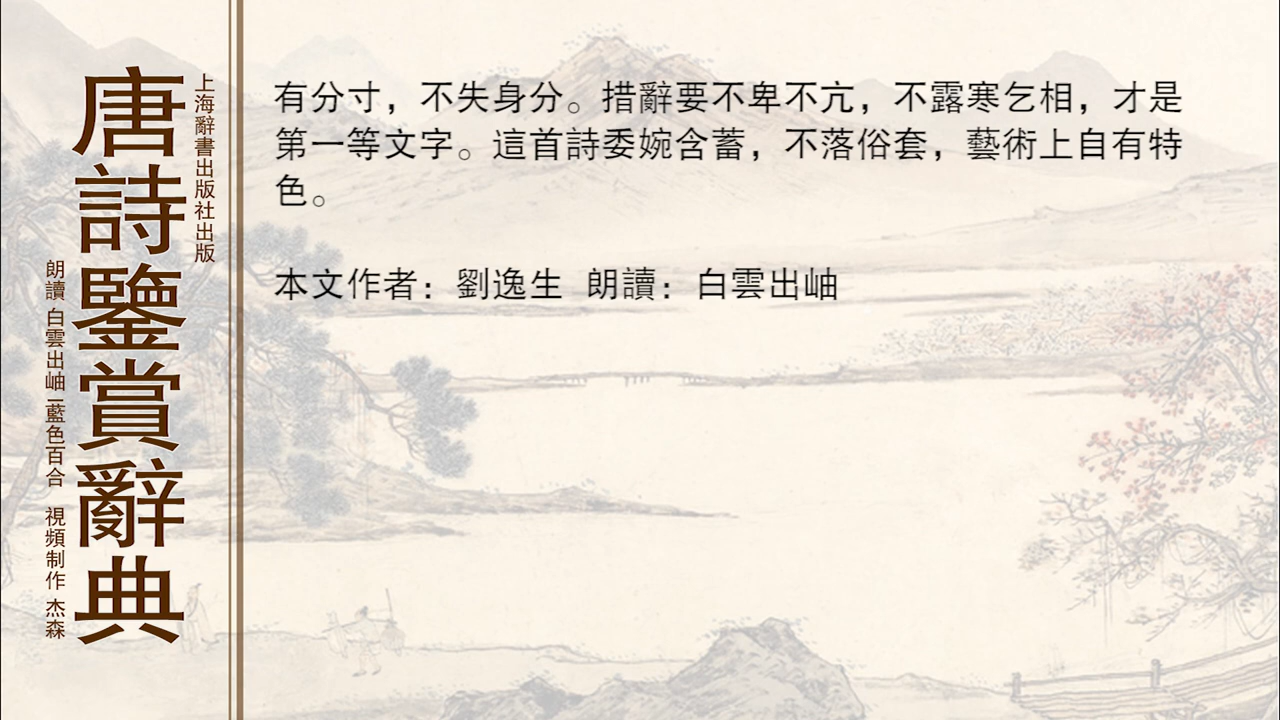 唐詩鑒賞辭典
上海辭書出版社出版
朗讀 白雲出岫 藍色百合 視頻制作 杰森
有分寸，不失身分。措辭要不卑不亢，不露寒乞相，才是
第一等文字。這首詩委婉含蓄，不落俗套，藝術上自有特
色。
本文作者：劉逸生 朗讀：白雲出岫